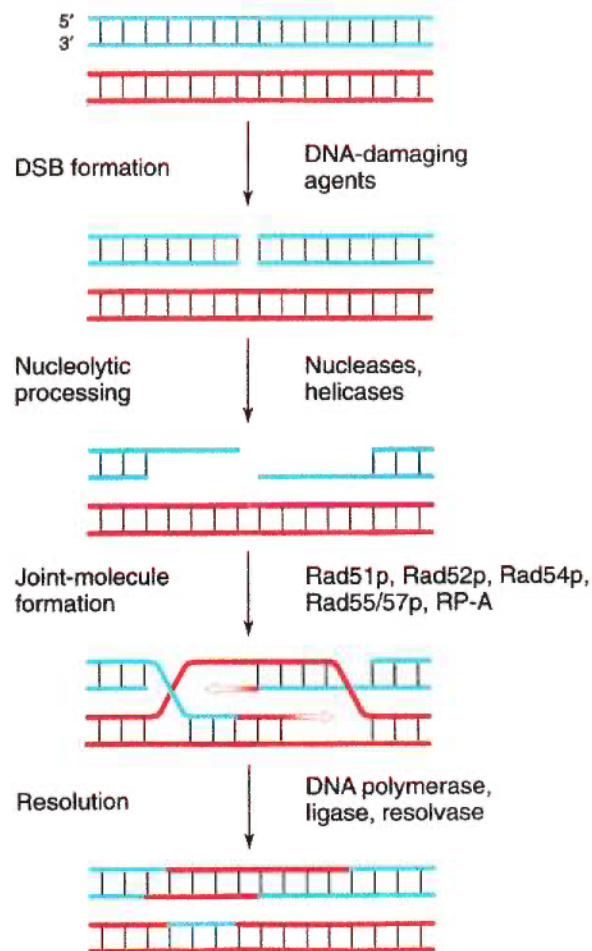 5'
3'
DSB formation
DNA-damaging
agents
Nucleolytic
processing
Nucleases,
helicases
Joint-molecule
formation
Rad51p, Rad52p, Rad54p,
Rad55/57p, RP-A
Resolution
DNA polymerase,
ligase, resolvase